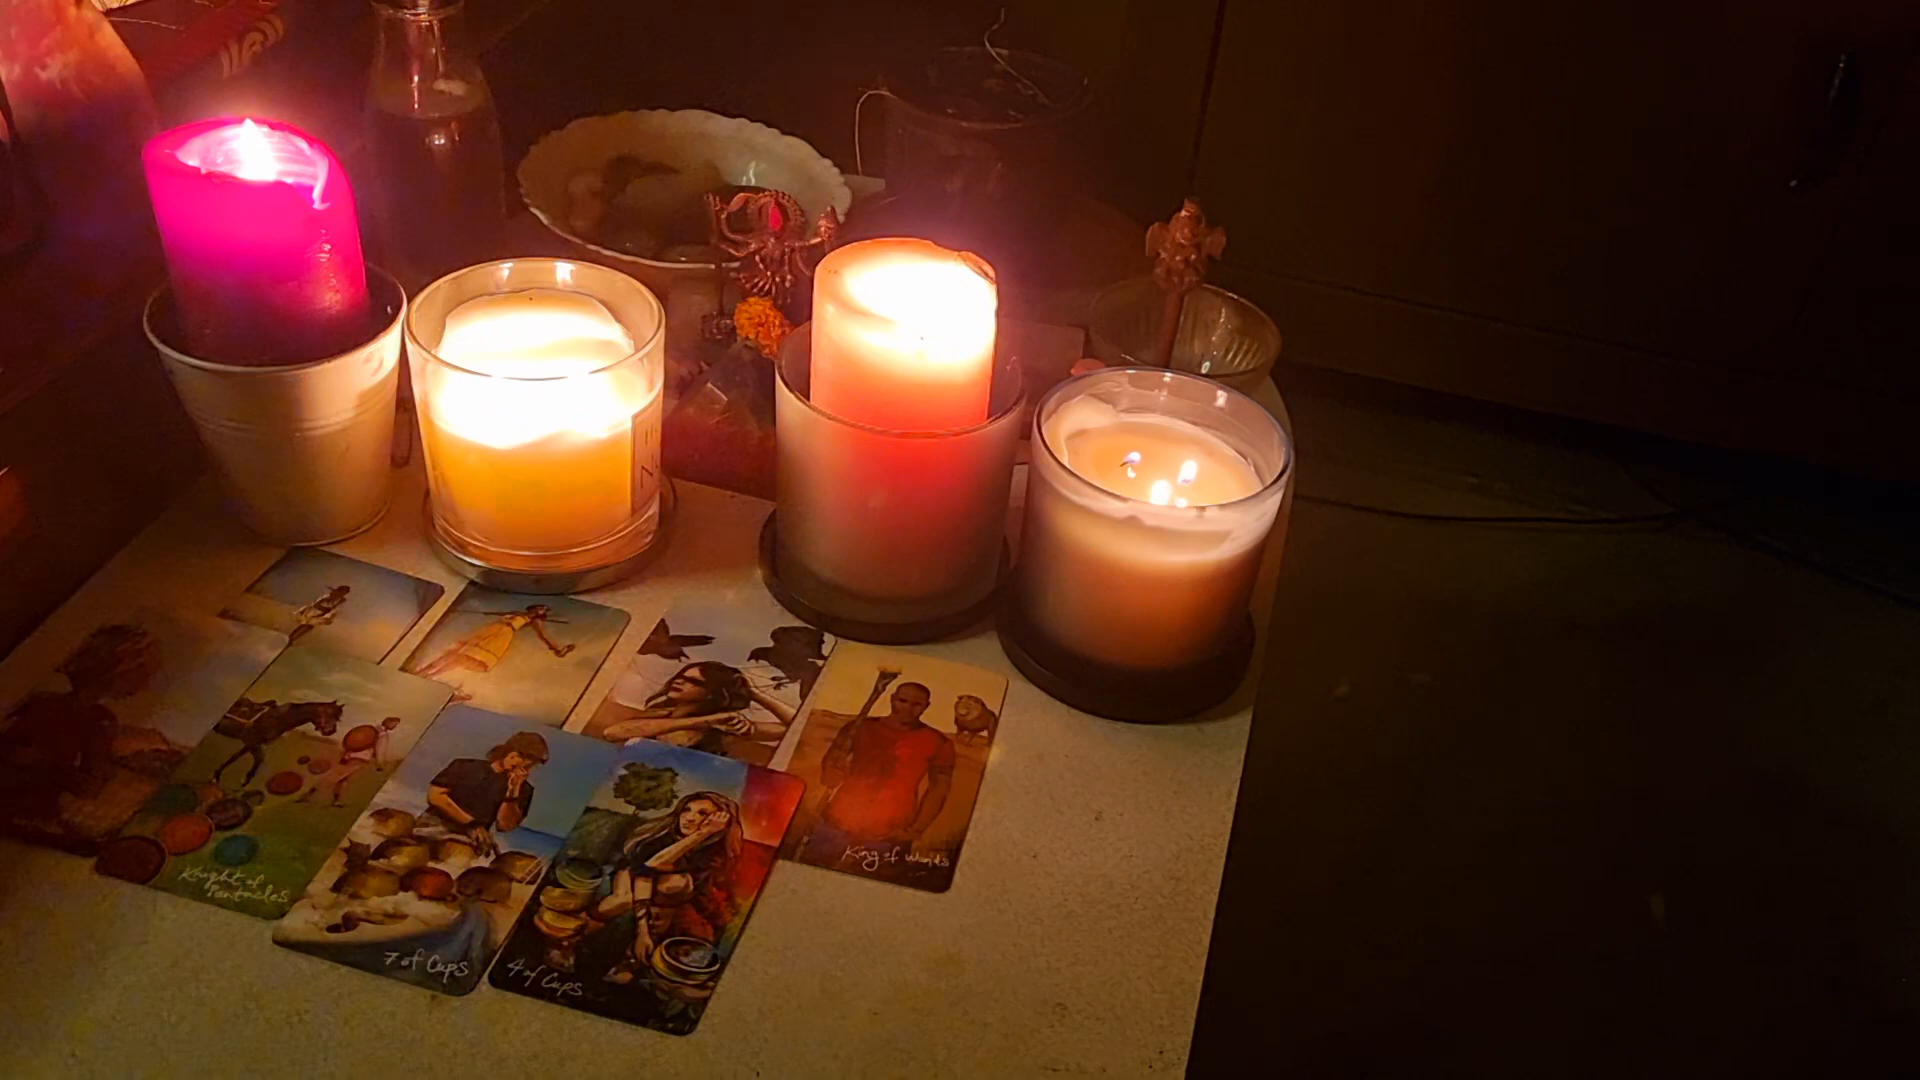 Knight of
Pentacles
7 of Cups
4 of Cups
King of Wands